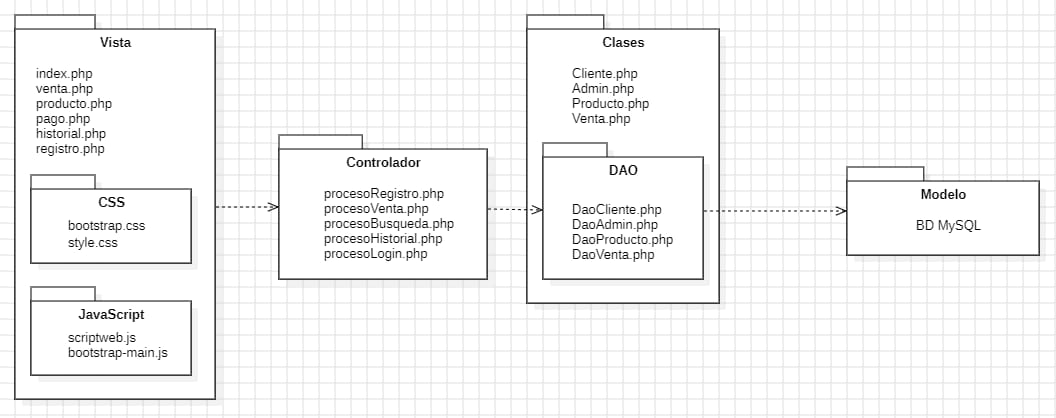 Vista
index.php
venta.php
producto.php
pago.php
historial.php
registro.php
CSS
bootstrap.css
style.css
JavaScript
scriptweb.js
bootstrap-main.js
Controlador
procesoRegistro.php
procesoVenta.php
procesoBusqueda.php
procesoHistorial.php
procesoLogin.php
Clases
Cliente.php
Admin.php
Producto.php
Venta.php
DAO
DaoCliente.php
DaoAdmin.php
DaoProducto.php
DaoVenta.php
Modelo
BD MySQL